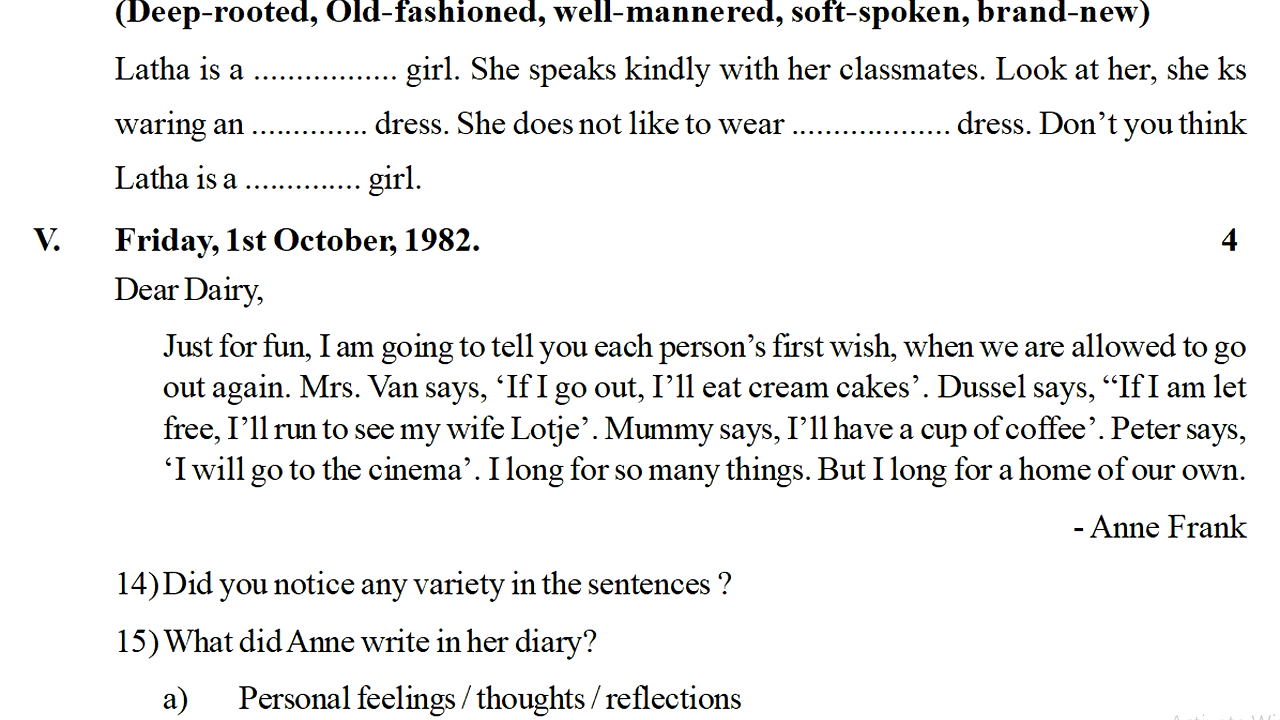 (Deep-rooted, Old-fashioned, well-mannered, soft-spoken, brand-new)
Latha is a ................. girl. She speaks kindly with her classmates. Look at her, she ks
waring an .............. dress. She does not like to wear ................... dress. Don't you think
Latha is a .............. girl.
V. Friday, 1st October, 1982. 4
Dear Dairy,
Just for fun, I am going to tell you each person's first wish, when we are allowed to go
out again. Mrs. Van says, ‘If I go out, I’ll eat cream cakes’. Dussel says, “If I am let
free, I’ll run to see my wife Lotje’. Mummy says, I’ll have a cup of coffee’. Peter says,
‘I will go to the cinema’. I long for so many things. But I long for a home of our own.
- Anne Frank
14) Did you notice any variety in the sentences ?
15) What did Anne write in her diary?
a) Personal feelings / thoughts / reflections